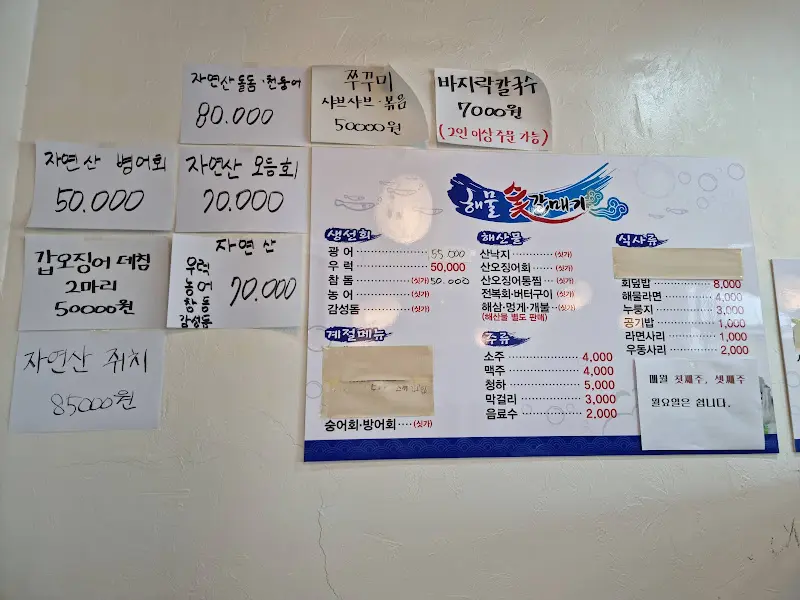 자연산 돌돔·천둥어
80.000
쭈꾸미
샤브샤브·볶음
50000원
바지락칼국수
7000원
(2인 이상 주문 가능)
자연산 병어회
50.000
자연산 모듬회
70.000
갑오징어 데침
2마리
50000원
자연산
우럭
농어
참돔
감성돔
70.000
자연산 쥐치
85000원
해물숯갈매기
생선회
광 어 55.000
우 럭 50,000
참 돔 (싯가) 50.000
농 어 (싯가)
감성돔 (싯가)
계절메뉴
숭어회·방어회 (싯가)
해산물
산낙지 (싯가)
산오징어회 (싯가)
산오징어통찜 (싯가)
전복회·버터구이 (싯가)
해삼·멍게·개불 (싯가)
(해산물 별도 판매)
주류
소주 4,000
맥주 4,000
청하 5,000
막걸리 3,000
음료수 2,000
식사류
회덮밥 8,000
해물라면 4,000
누룽지 3,000
공기밥 1,000
라면사리 1,000
우동사리 2,000
매월 첫째주, 셋째주
월요일은 쉽니다.